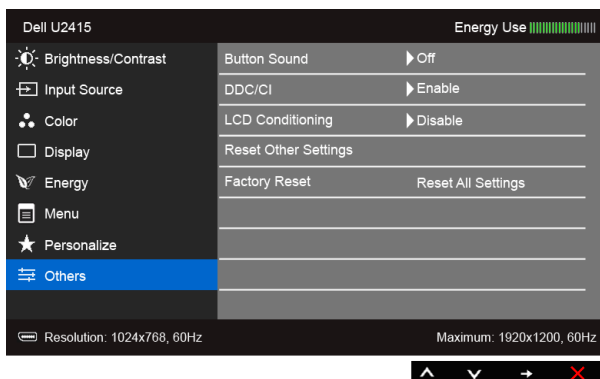 Dell U2415 Energy Use
Brightness/Contrast Button Sound Off
Input Source DDC/CI Enable
Color LCD Conditioning Disable
Display Reset Other Settings
Energy Factory Reset Reset All Settings
Menu
Personalize
Others
Resolution: 1024x768, 60Hz Maximum: 1920x1200, 60Hz